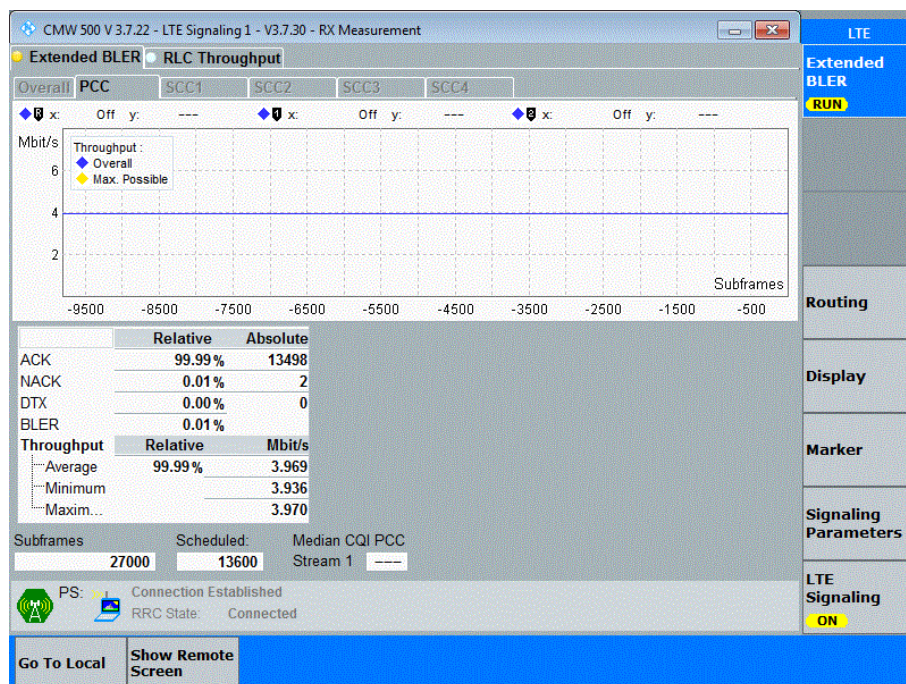 CMW 500 V 3.7.22 - LTE Signaling 1 - V3.7.30 - RX Measurement
LTE
Extended BLER RLC Throughput
Extended
BLER
RUN
Overall PCC SCC1 SCC2 SCC3 SCC4
R x: Off y: --- 1 x: Off y: --- 2 x: Off y: ---
Mbit/s
Throughput :
Overall
Max. Possible
6
4
2
Subframes
-9500 -8500 -7500 -6500 -5500 -4500 -3500 -2500 -1500 -500
Routing
Relative Absolute
ACK 99.99 % 13498
NACK 0.01 % 2
DTX 0.00 % 0
BLER 0.01 %
Display
Throughput Relative Mbit/s
Average 99.99 % 3.969
Minimum 3.936
Maxim... 3.970
Marker
Signaling
Parameters
Subframes Scheduled: Median CQI PCC
27000 13600 Stream 1 ---
LTE
Signaling
ON
PS: Connection Established
RRC State: Connected
Go To Local
Show Remote
Screen